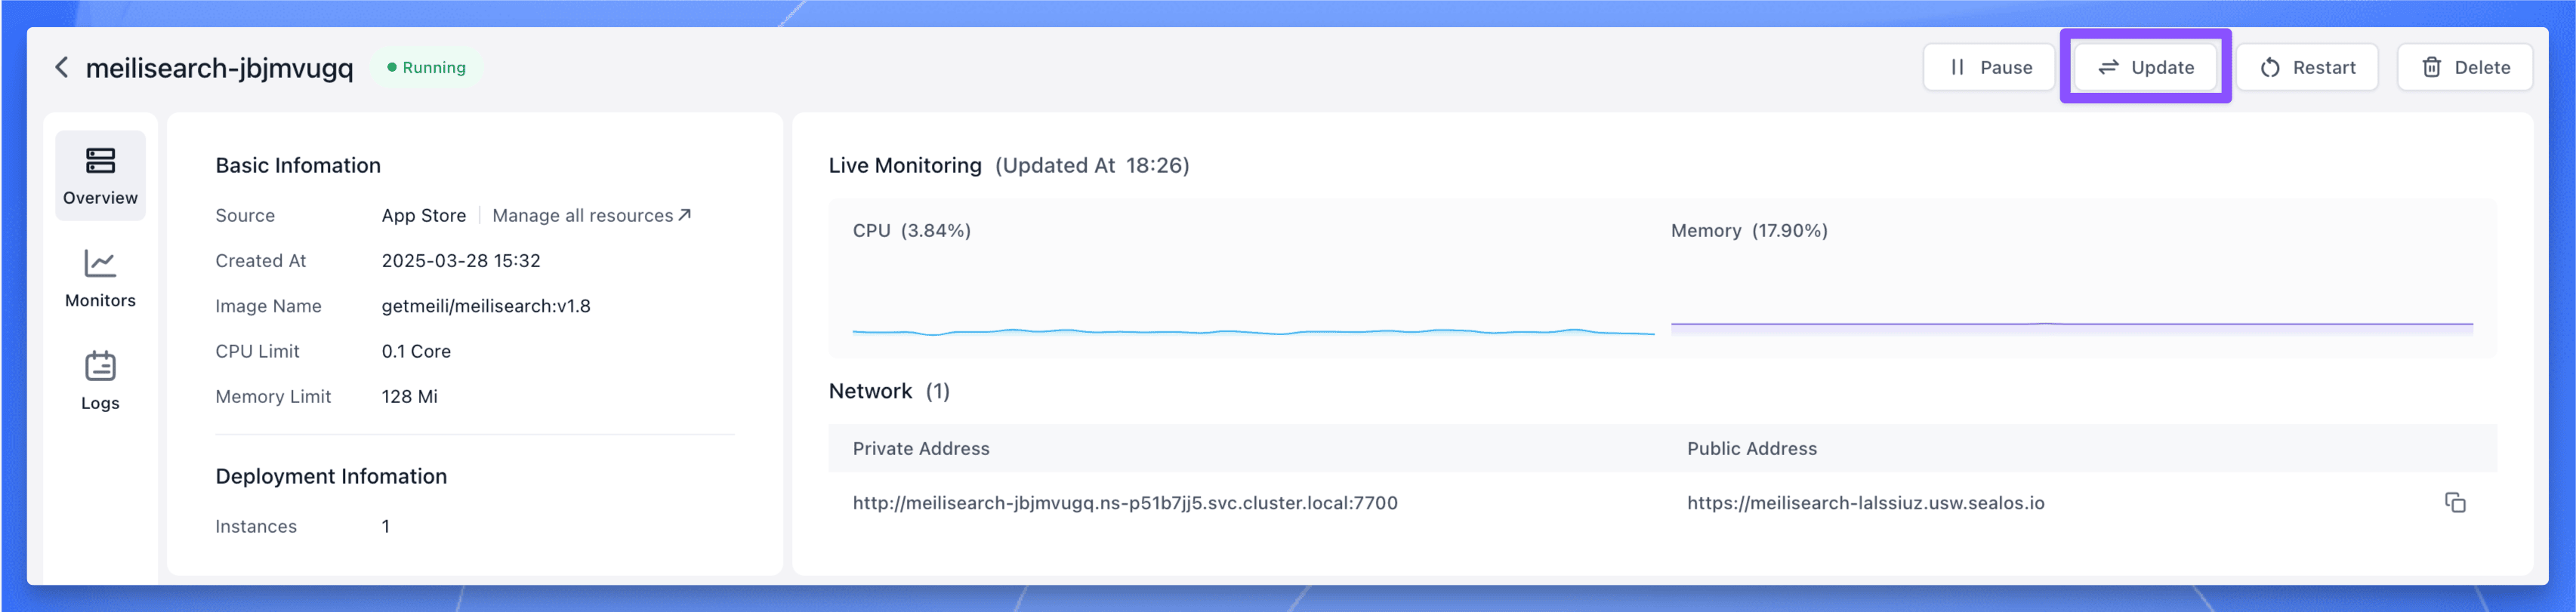 meilisearch-jbjmvugq
Running
Pause
Update
Restart
Delete
Overview
Monitors
Logs
Basic Infomation
Source App Store Manage all resources
Created At 2025-03-28 15:32
Image Name getmeili/meilisearch:v1.8
CPU Limit 0.1 Core
Memory Limit 128 Mi
Deployment Infomation
Instances 1
Live Monitoring (Updated At 18:26)
CPU (3.84%)
Memory (17.90%)
Network (1)
Private Address Public Address
http://meilisearch-jbjmvugq.ns-p51b7jj5.svc.cluster.local:7700 https://meilisearch-lalssiuz.usw.sealos.io